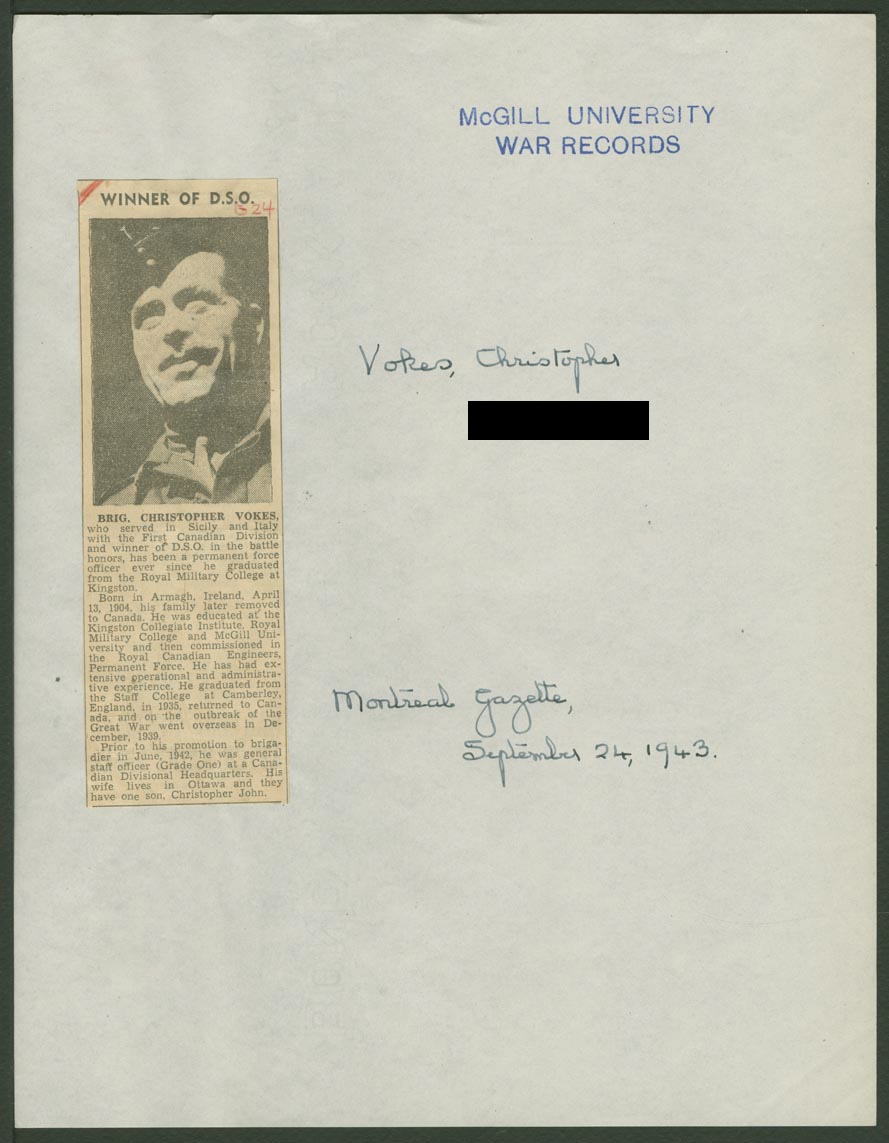 McGILL UNIVERSITY
WAR RECORDS
WINNER OF D.S.O.
G24
Vokes, Christopher
BRIG. CHRISTOPHER VOKES,
who served in Sicily and Italy
with the First Canadian Division
and winner of D.S.O. in the battle
honors, has been a permanent force
officer ever since he graduated
from the Royal Military College at
Kingston.
Born in Armagh, Ireland, April
13, 1904, his family later removed
to Canada. He was educated at the
Kingston Collegiate Institute, Royal
Military College and McGill Uni-
versity and then commissioned in
the Royal Canadian Engineers,
Permanent Force. He has had ex-
tensive operational and administra-
tive experience. He graduated from
the Staff College at Camberley,
England, in 1935, returned to Can-
ada, and on the outbreak of the
Great War went overseas in De-
cember, 1939.
Prior to his promotion to briga-
dier in June, 1942, he was general
staff officer (Grade One) at a Cana-
dian Divisional Headquarters. His
wife lives in Ottawa and they
have one son, Christopher John.
Montreal Gazette,
September 24, 1943.